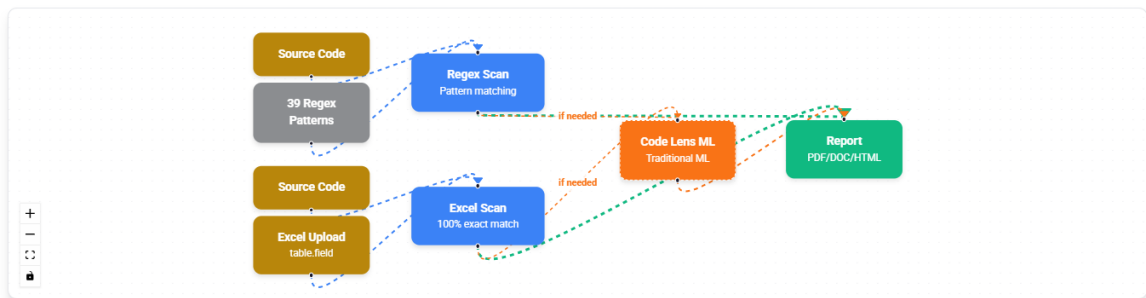 Source Code
39 Regex
Patterns
Regex Scan
Pattern matching
if needed
Code Lens ML
Traditional ML
Report
PDF/DOC/HTML
Source Code
Excel Upload
table.field
Excel Scan
100% exact match
if needed